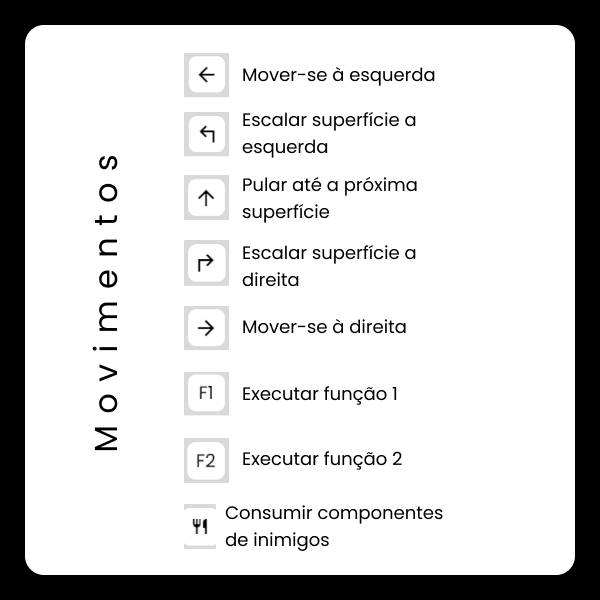 Movimentos
Mover-se à esquerda
Escalar superfície a
esquerda
Pular até a próxima
superfície
Escalar superfície a
direita
Mover-se à direita
F1 Executar função 1
F2 Executar função 2
Consumir componentes
de inimigos